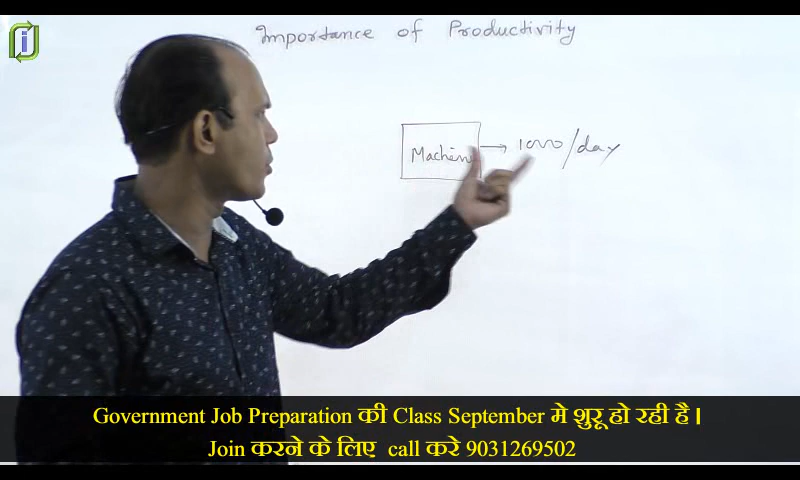 Importance of Productivity
Machine → 1000/day
Government Job Preparation की Class September मे शुरू हो रही है।
Join करने के लिए call करे 9031269502